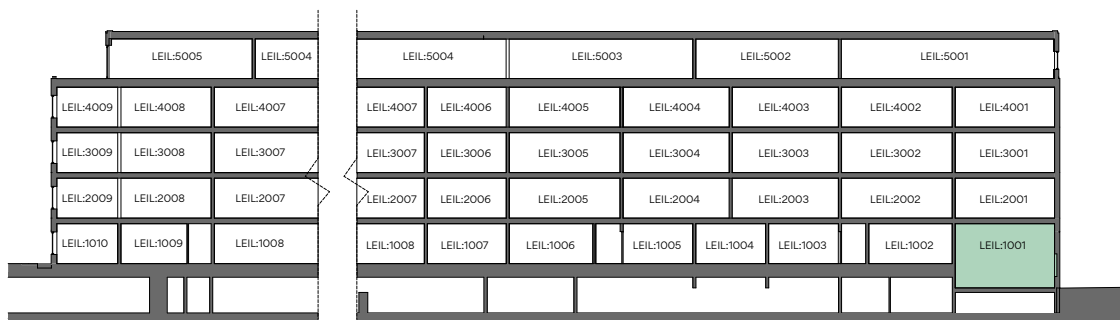 LEIL:5005 LEIL:5004 LEIL:5004 LEIL:5003 LEIL:5002 LEIL:5001
LEIL:4009 LEIL:4008 LEIL:4007 LEIL:4007 LEIL:4006 LEIL:4005 LEIL:4004 LEIL:4003 LEIL:4002 LEIL:4001
LEIL:3009 LEIL:3008 LEIL:3007 LEIL:3007 LEIL:3006 LEIL:3005 LEIL:3004 LEIL:3003 LEIL:3002 LEIL:3001
LEIL:2009 LEIL:2008 LEIL:2007 LEIL:2007 LEIL:2006 LEIL:2005 LEIL:2004 LEIL:2003 LEIL:2002 LEIL:2001
LEIL:1010 LEIL:1009 LEIL:1008 LEIL:1008 LEIL:1007 LEIL:1006 LEIL:1005 LEIL:1004 LEIL:1003 LEIL:1002 LEIL:1001